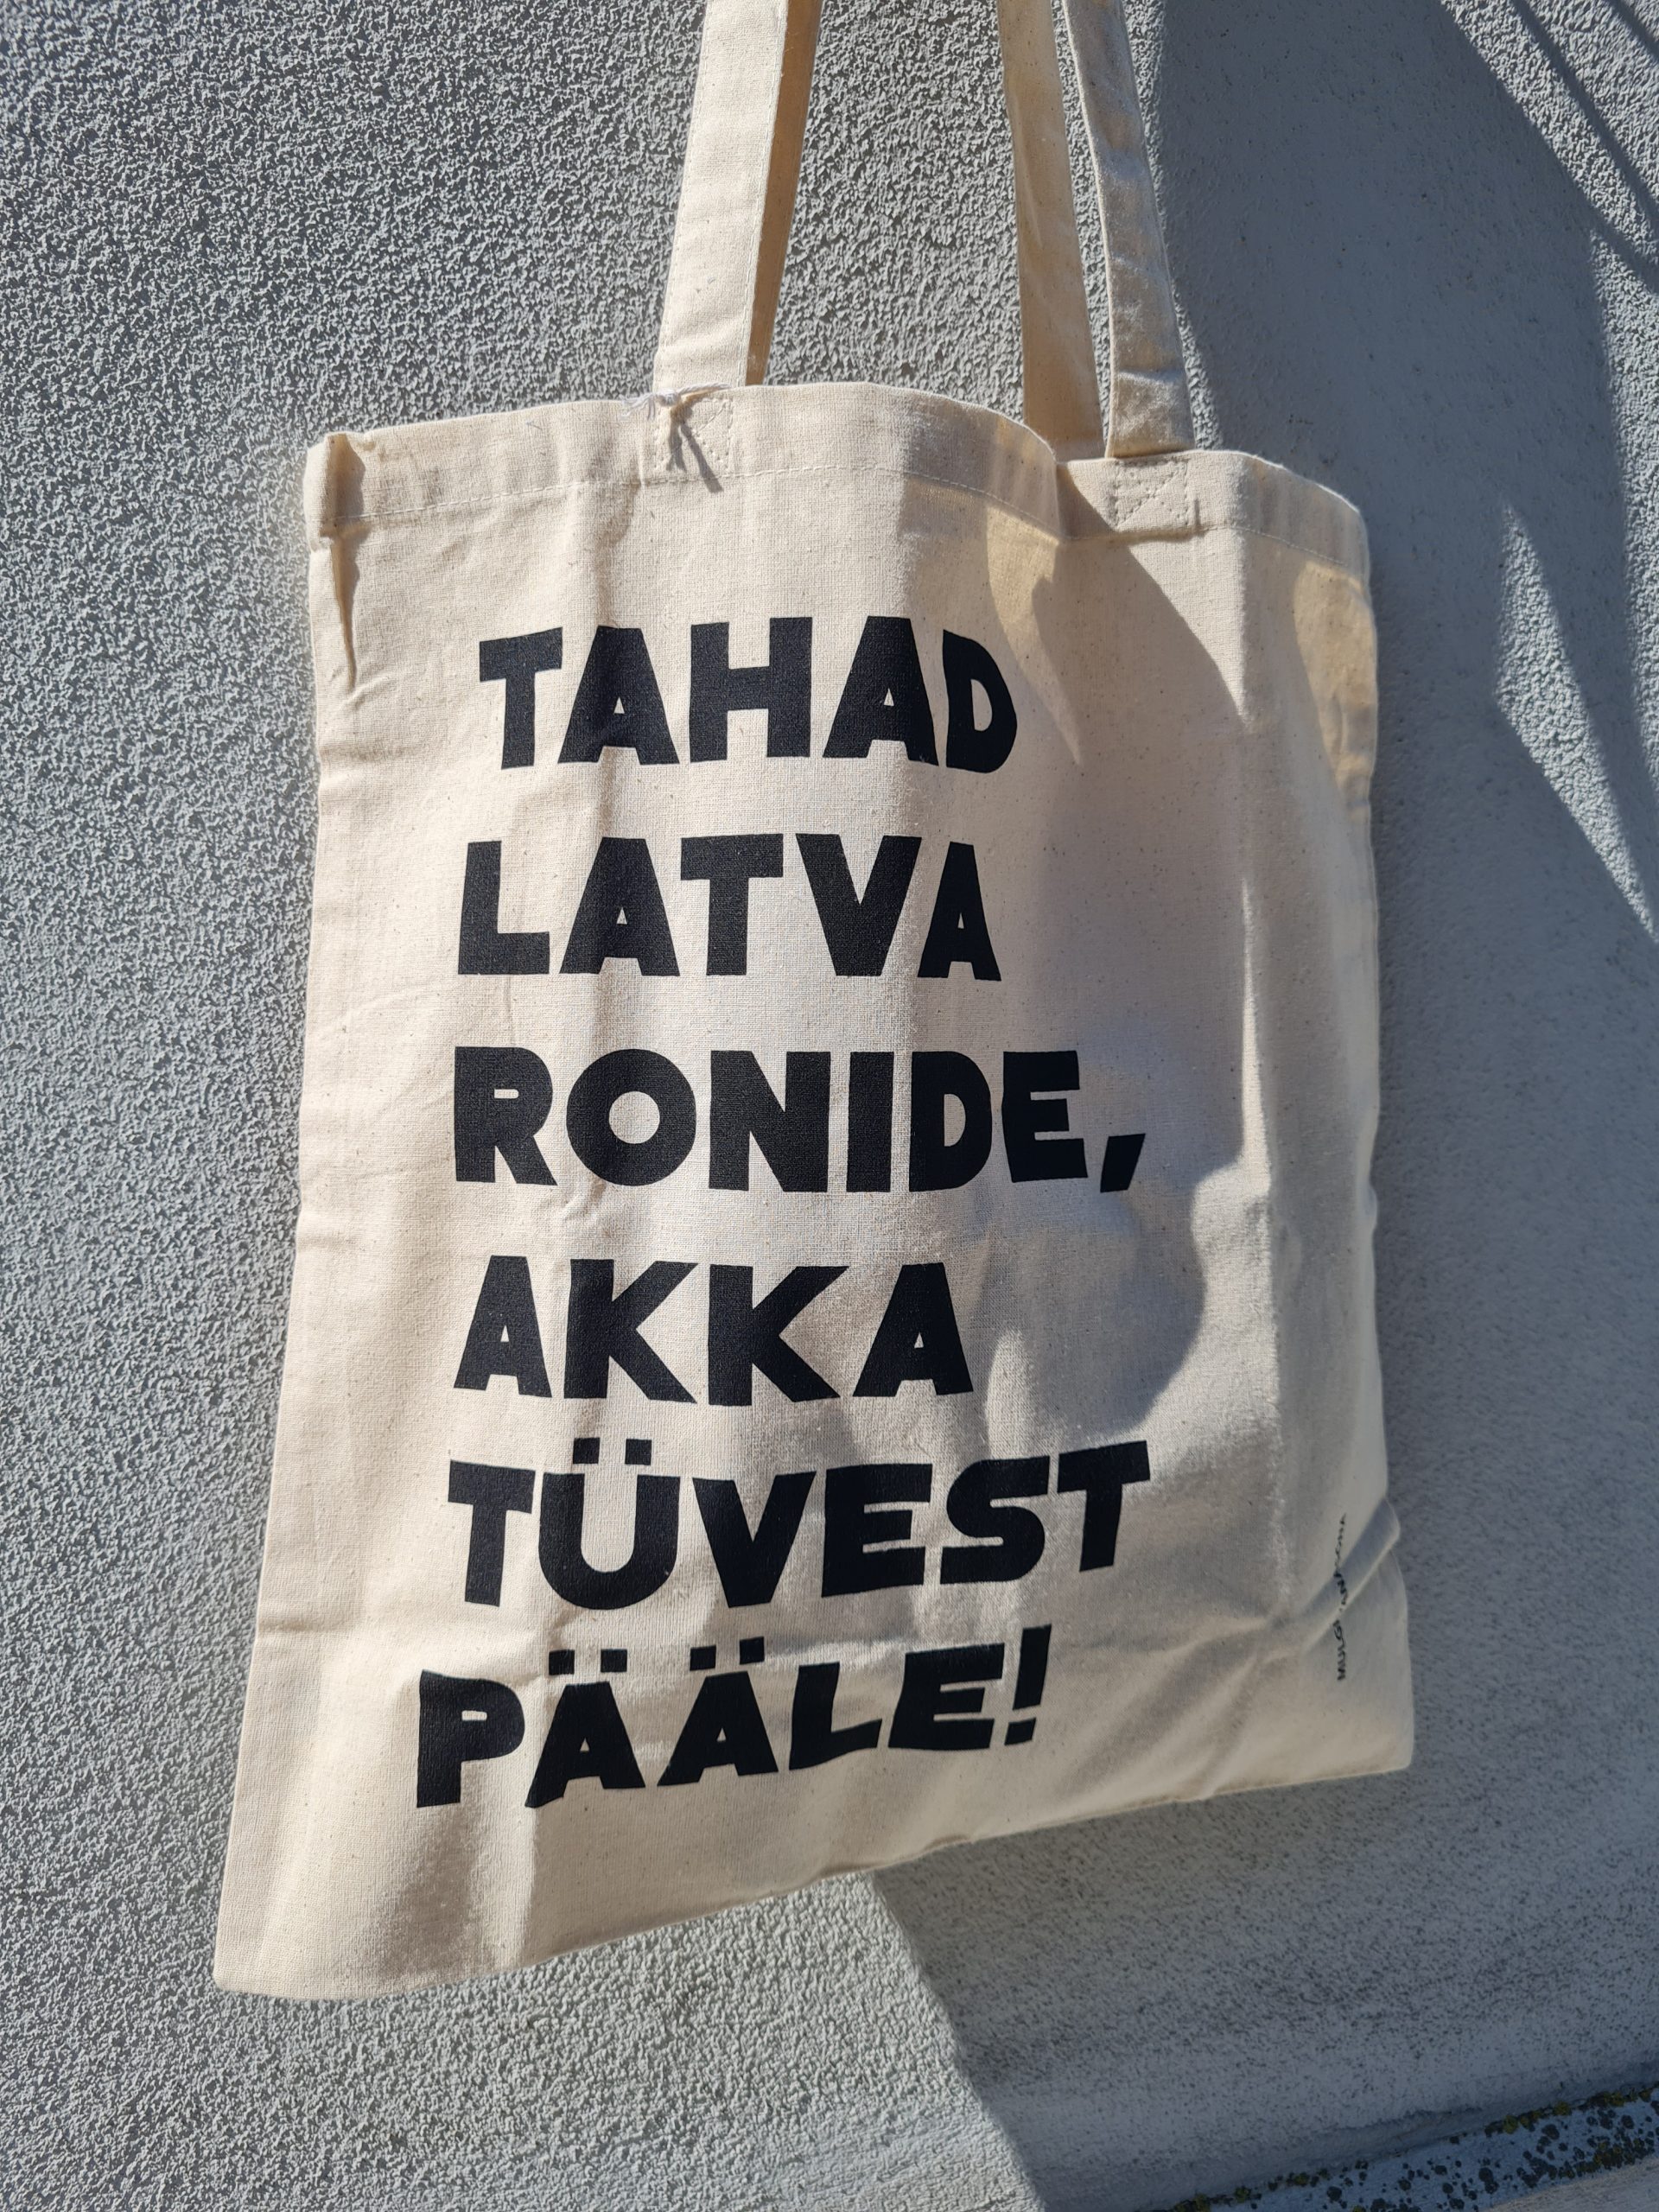 TAHAD
LATVA
RONIDE,
AKKA
TÜVEST
PÄÄLE!